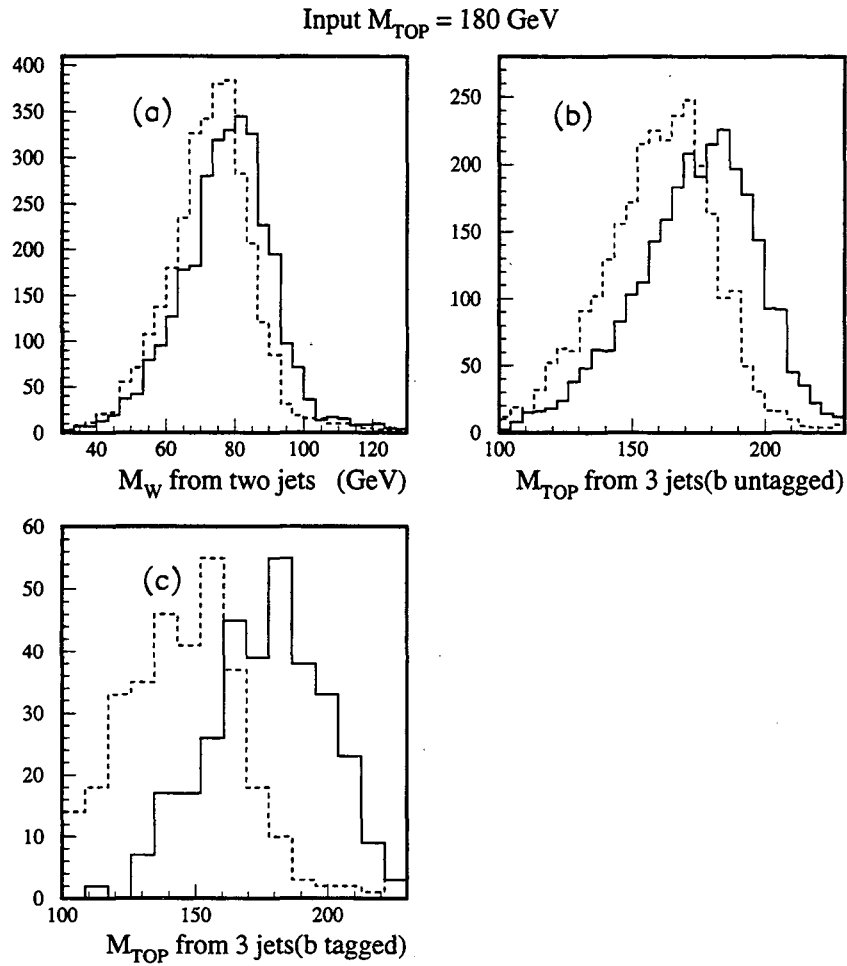 Input M_TOP = 180 GeV
(a)
400
350
300
250
200
150
100
50
0
40 60 80 100 120
M_W from two jets (GeV)
(b)
250
200
150
100
50
0
100 150 200
M_TOP from 3 jets(b untagged)
(c)
60
50
40
30
20
10
0
100 150 200
M_TOP from 3 jets(b tagged)